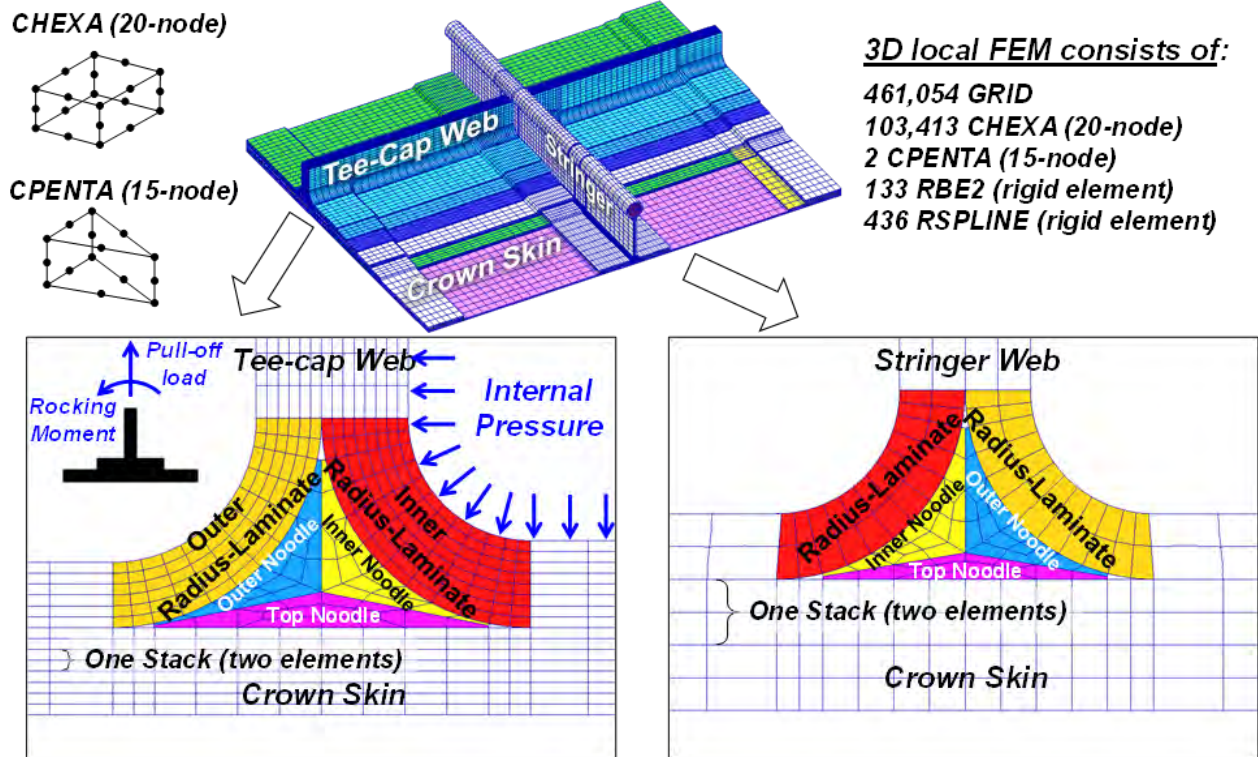 CHEXA (20-node)
CPENTA (15-node)
Tee-Cap Web
Stringer
Crown Skin
3D local FEM consists of:
461,054 GRID
103,413 CHEXA (20-node)
2 CPENTA (15-node)
133 RBE2 (rigid element)
436 RSPLINE (rigid element)
Pull-off
load
Rocking
Moment
Tee-cap Web
Internal
Pressure
Outer
Radius-Laminate
Inner
Radius-Laminate
Outer Noodle
Inner Noodle
Top Noodle
One Stack (two elements)
Crown Skin
Stringer Web
Radius-Laminate
Radius-Laminate
Inner Noodle
Outer Noodle
Top Noodle
One Stack (two elements)
Crown Skin